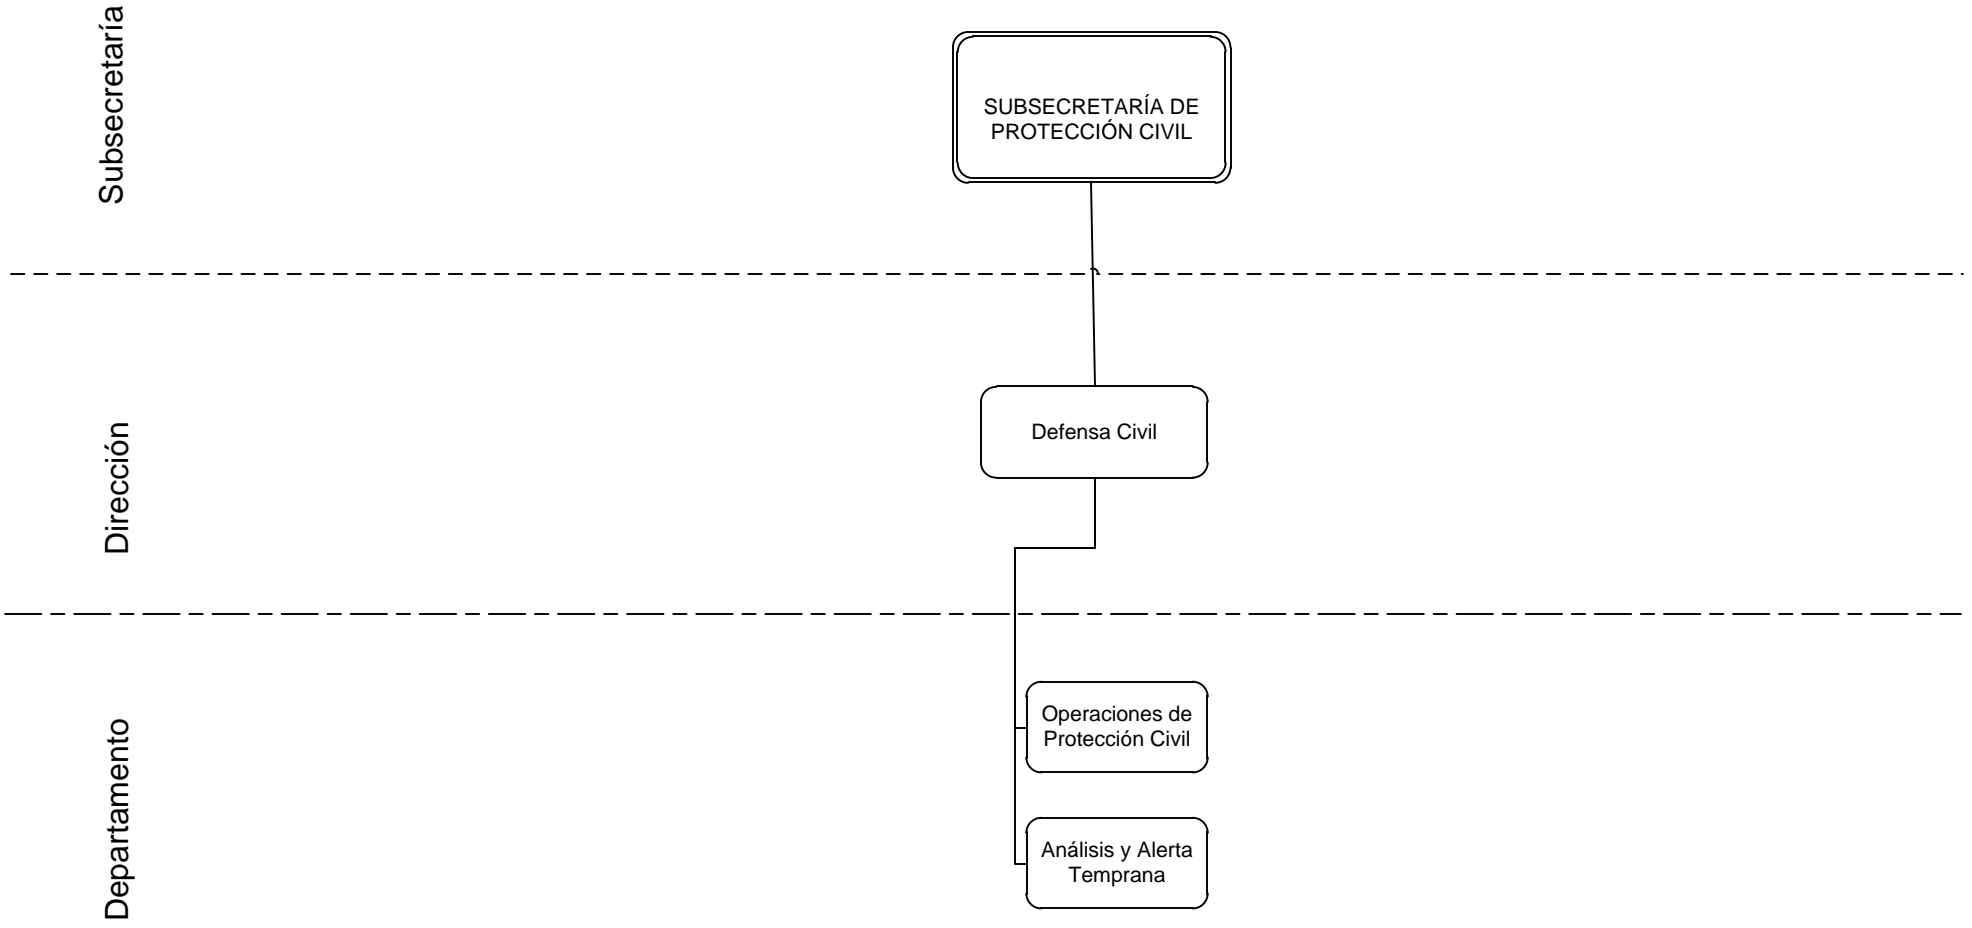 Subsecretaría
SUBSECRETARÍA DE
PROTECCIÓN CIVIL
Dirección
Defensa Civil
Departamento
Operaciones de
Protección Civil
Análisis y Alerta
Temprana